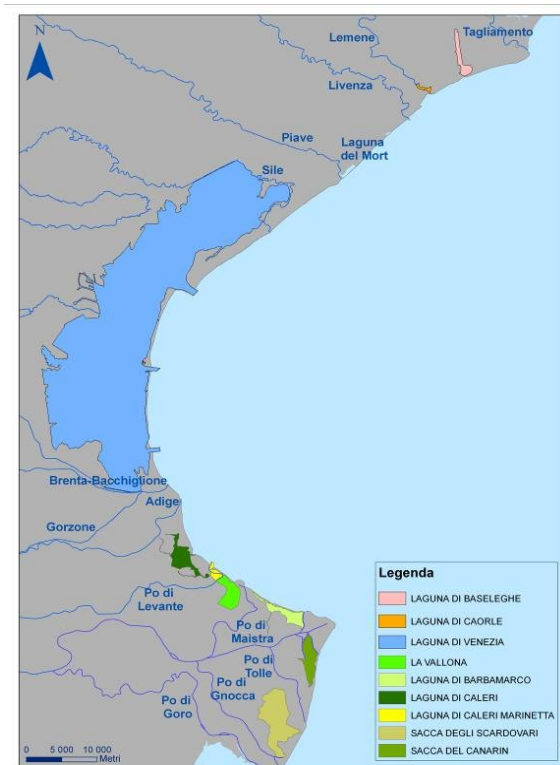 N
Lemene
Tagliamento
Livenza
Piave
Laguna
del Mort
Sile
Brenta-Bacchiglione
Adige
Gorzone
Po di
Levante
Po di
Maistra
Po di
Tolle
Po di
Gnocca
Po di
Goro
Legenda
LAGUNA DI BASELEGHE
LAGUNA DI CAORLE
LAGUNA DI VENEZIA
LA VALLONA
LAGUNA DI BARBAMARCO
LAGUNA DI CALERI
LAGUNA DI CALERI MARINETTA
SACCA DEGLI SCARDOVARI
SACCA DEL CANARIN
0 5 000 10 000
Metri